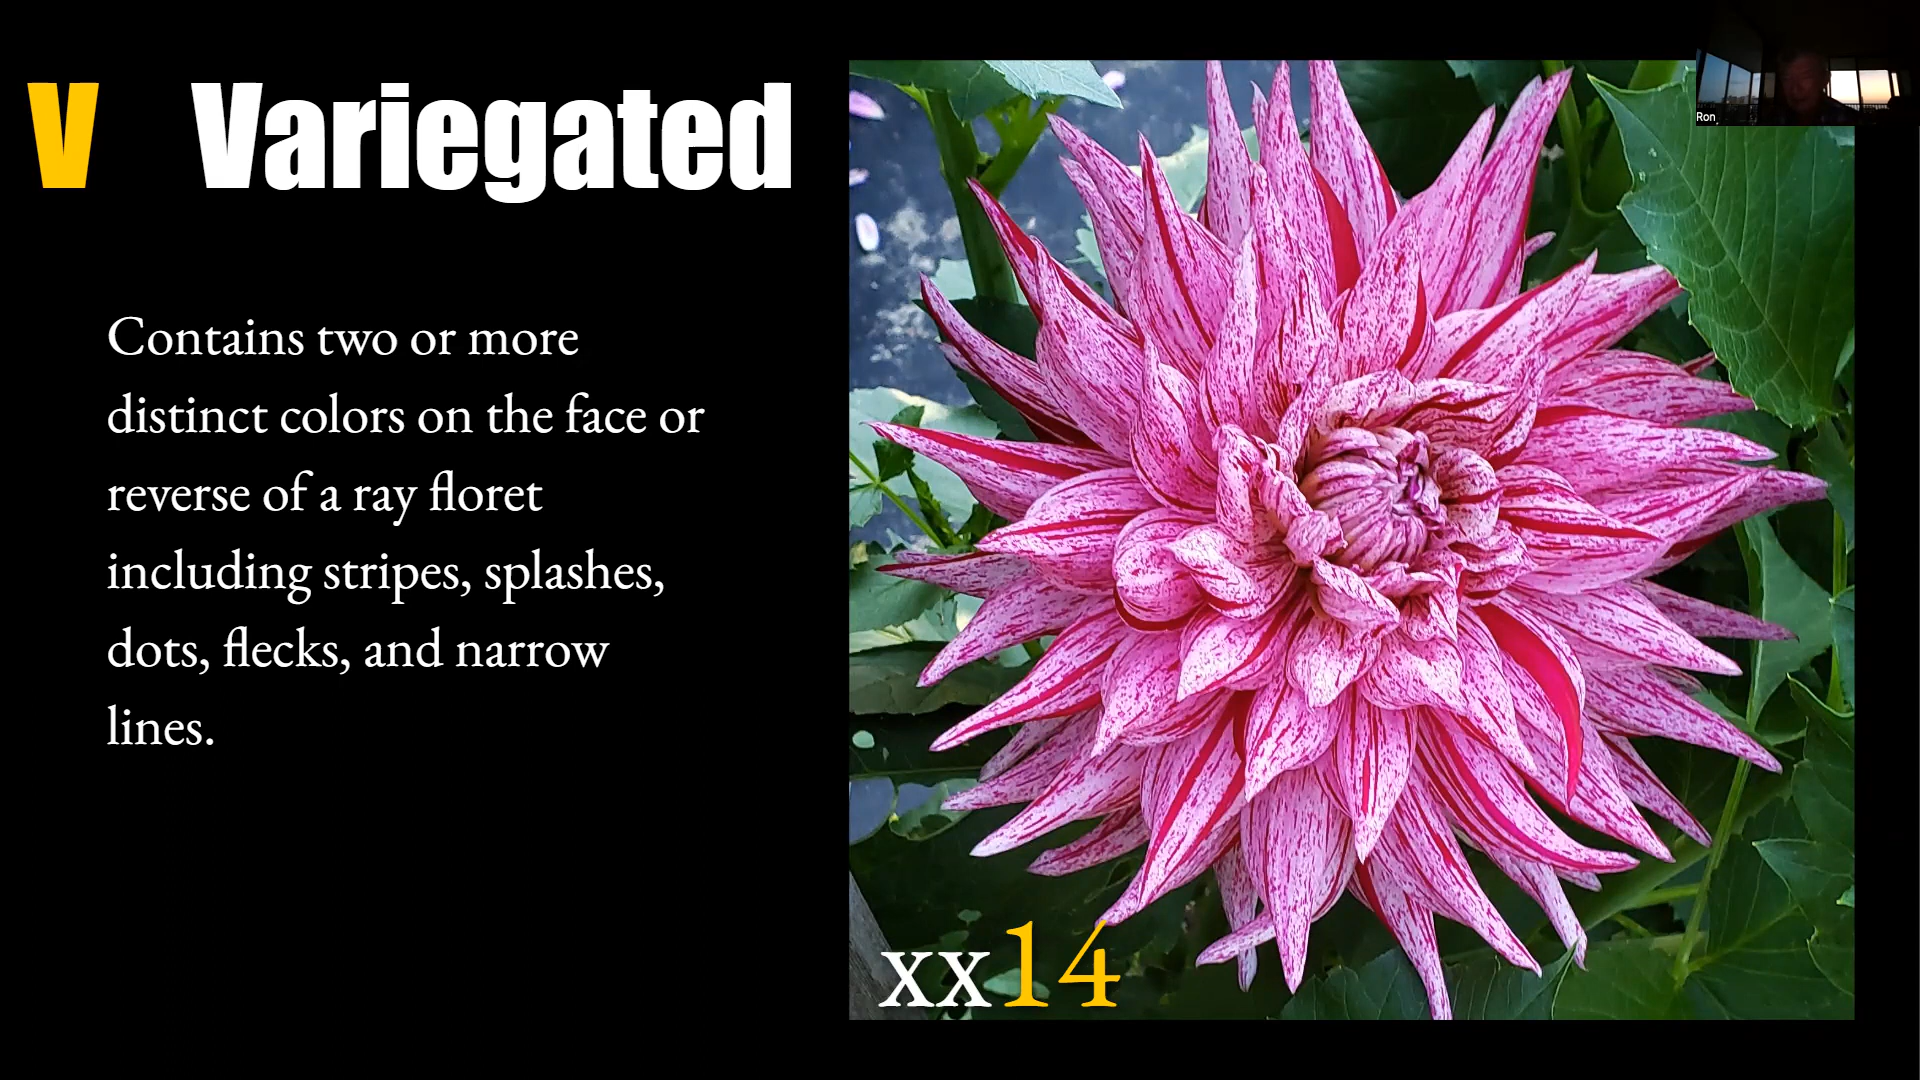 V Variegated
Contains two or more
distinct colors on the face or
reverse of a ray floret
including stripes, splashes,
dots, flecks, and narrow
lines.
xx14
Ron